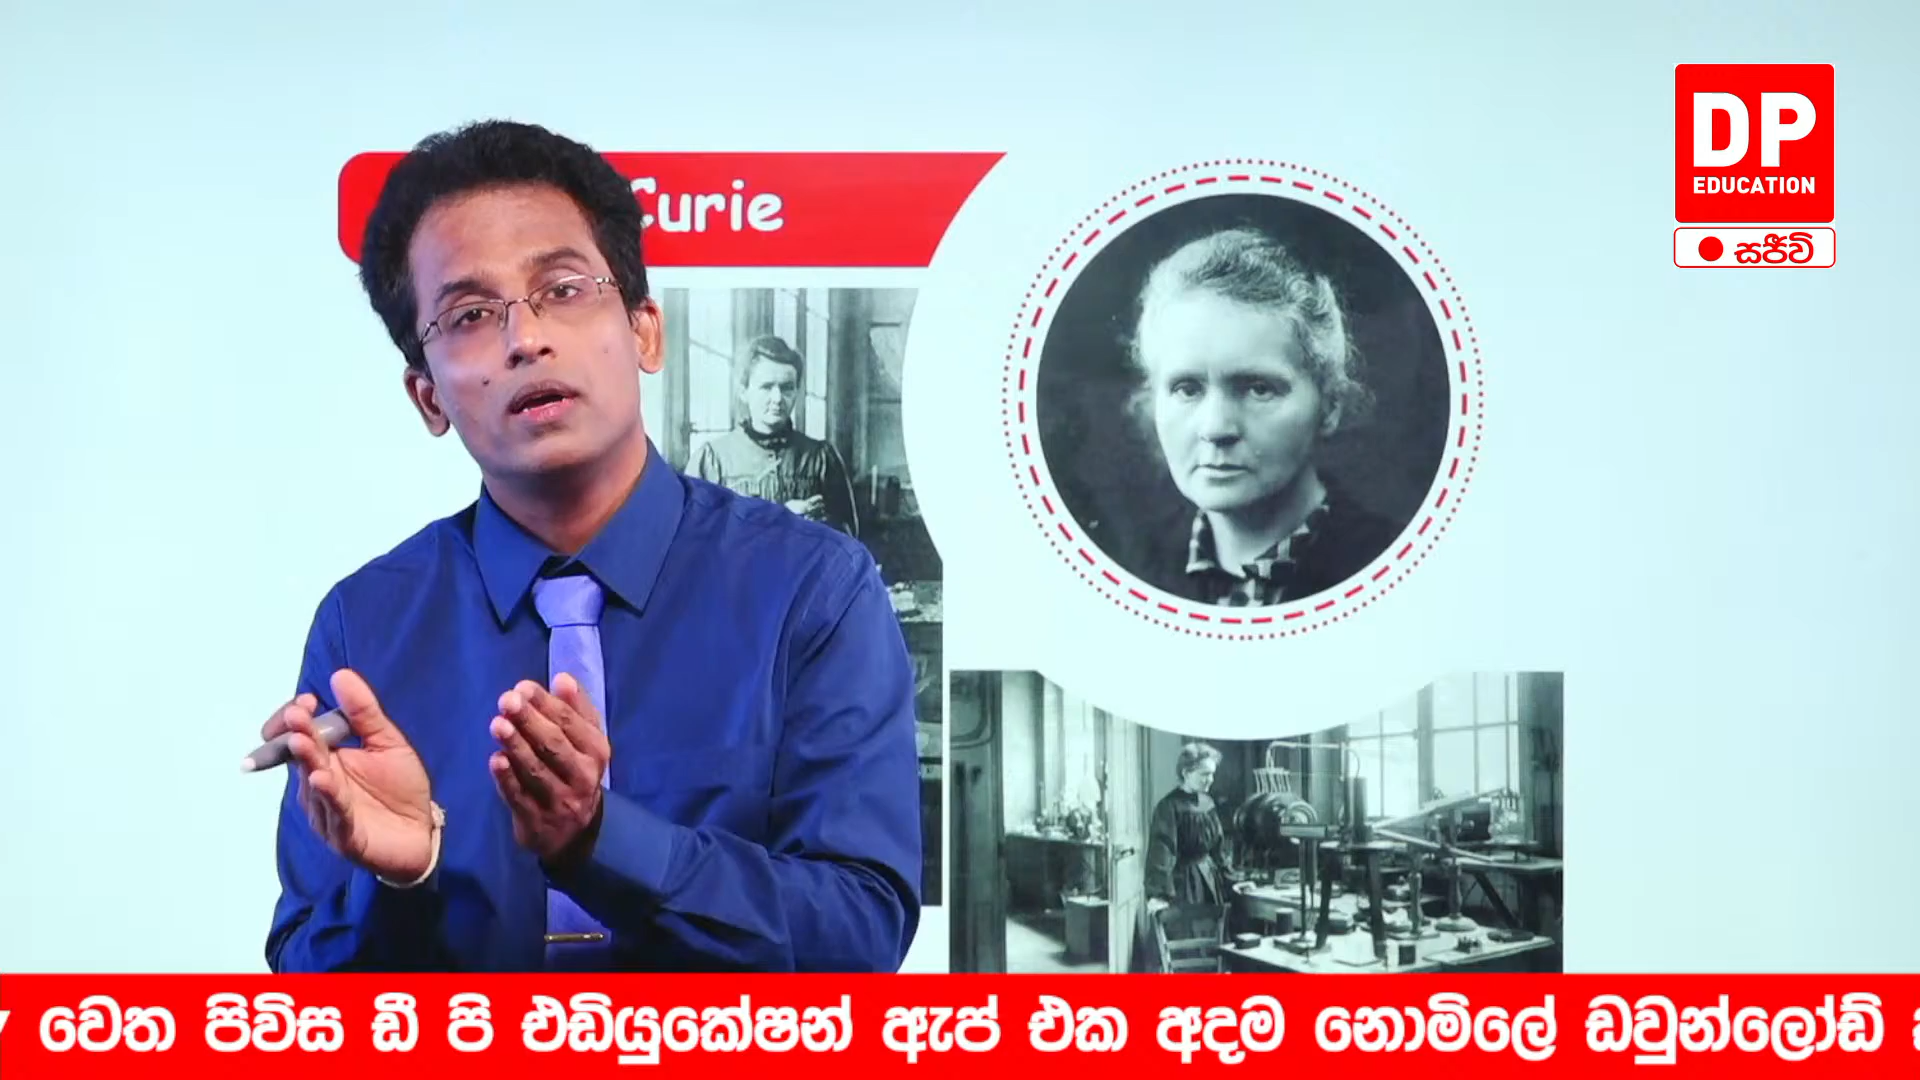 Curie
DP
EDUCATION
සජීවි
වෙත පිවිස ඩී පි එඩියුකේෂන් ඇප් එක අදම නොමිලේ ඩවුන්ලෝඩ්